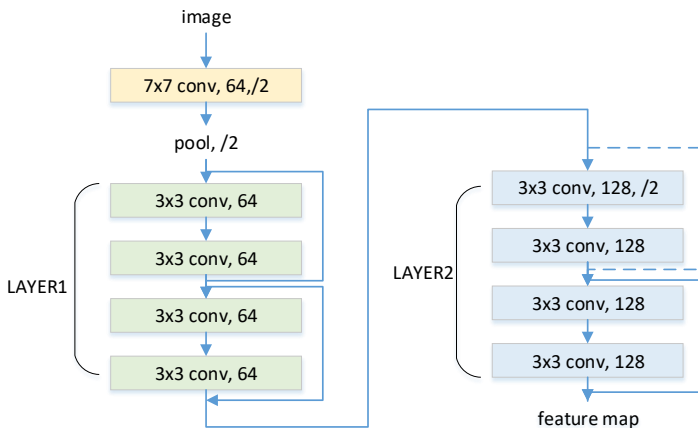 image
7x7 conv, 64,/2
pool, /2
LAYER1
3x3 conv, 64
3x3 conv, 64
3x3 conv, 64
3x3 conv, 64
LAYER2
3x3 conv, 128, /2
3x3 conv, 128
3x3 conv, 128
3x3 conv, 128
feature map